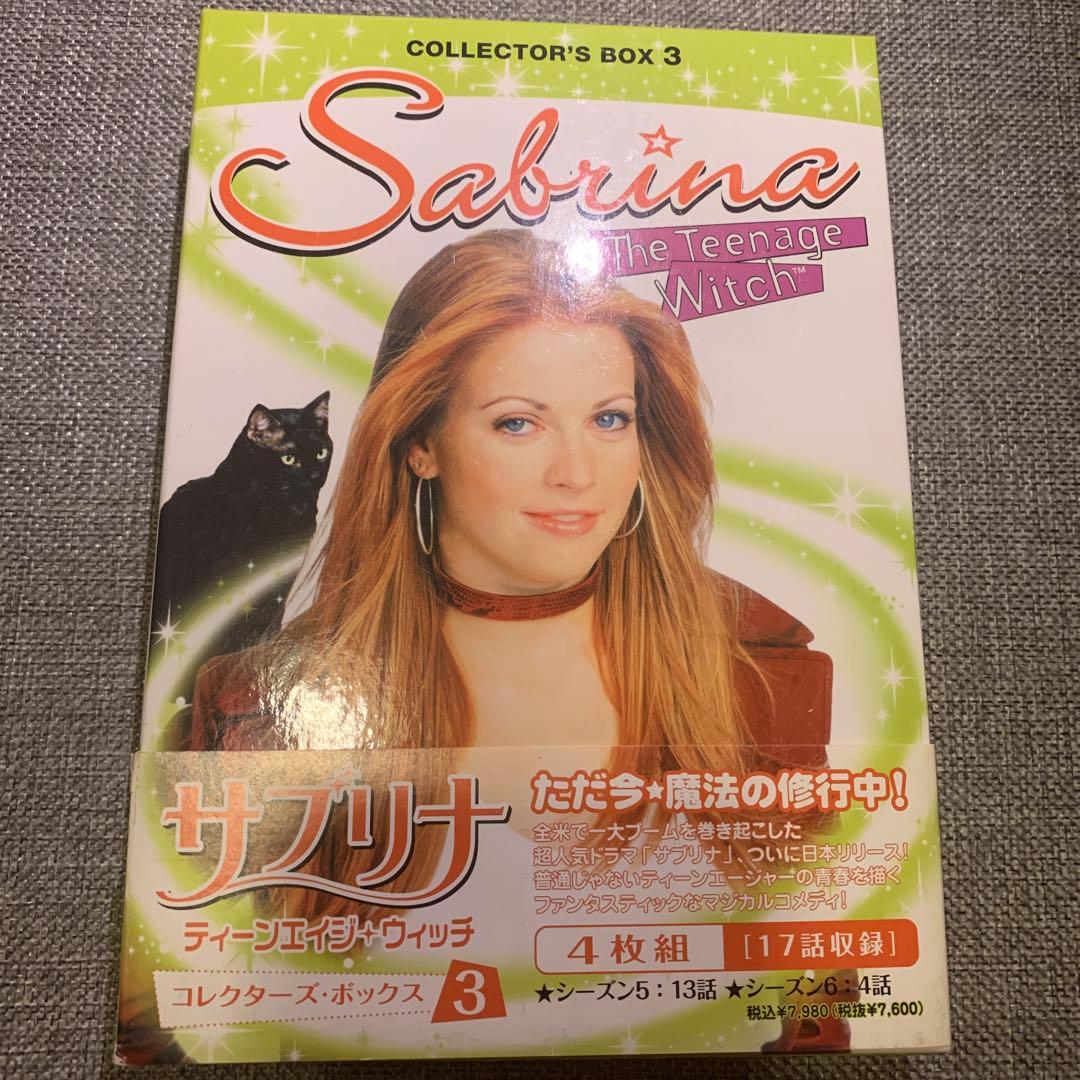 COLLECTOR'S BOX 3
Sabrina
The Teenage
Witch™
サブリナ
ティーンエイジ+ウィッチ
コレクターズ・ボックス 3
ただ今★魔法の修行中!
全米で一大ブームを巻き起こした
超人気ドラマ「サブリナ」、ついに日本リリース!
普通じゃないティーンエージャーの青春を描く
ファンタスティックなマジカルコメディ!
4枚組 [17話収録]
★シーズン5:13話 ★シーズン6:4話
税込¥7,980(税抜¥7,600)